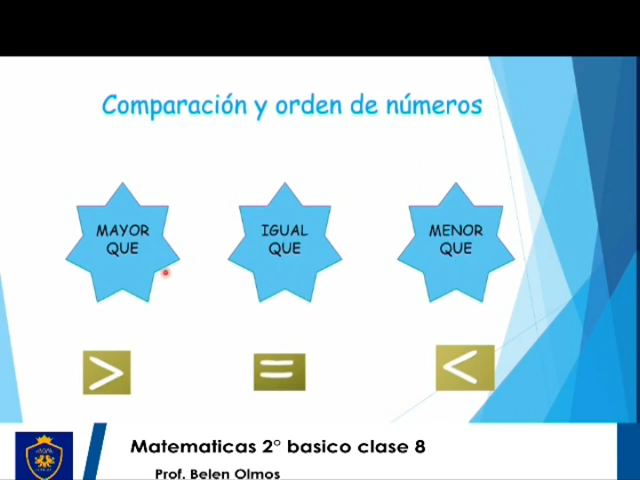 Comparación y orden de números
MAYOR
QUE
IGUAL
QUE
MENOR
QUE
> = <
Matematicas 2° basico clase 8
Prof. Belen Olmos